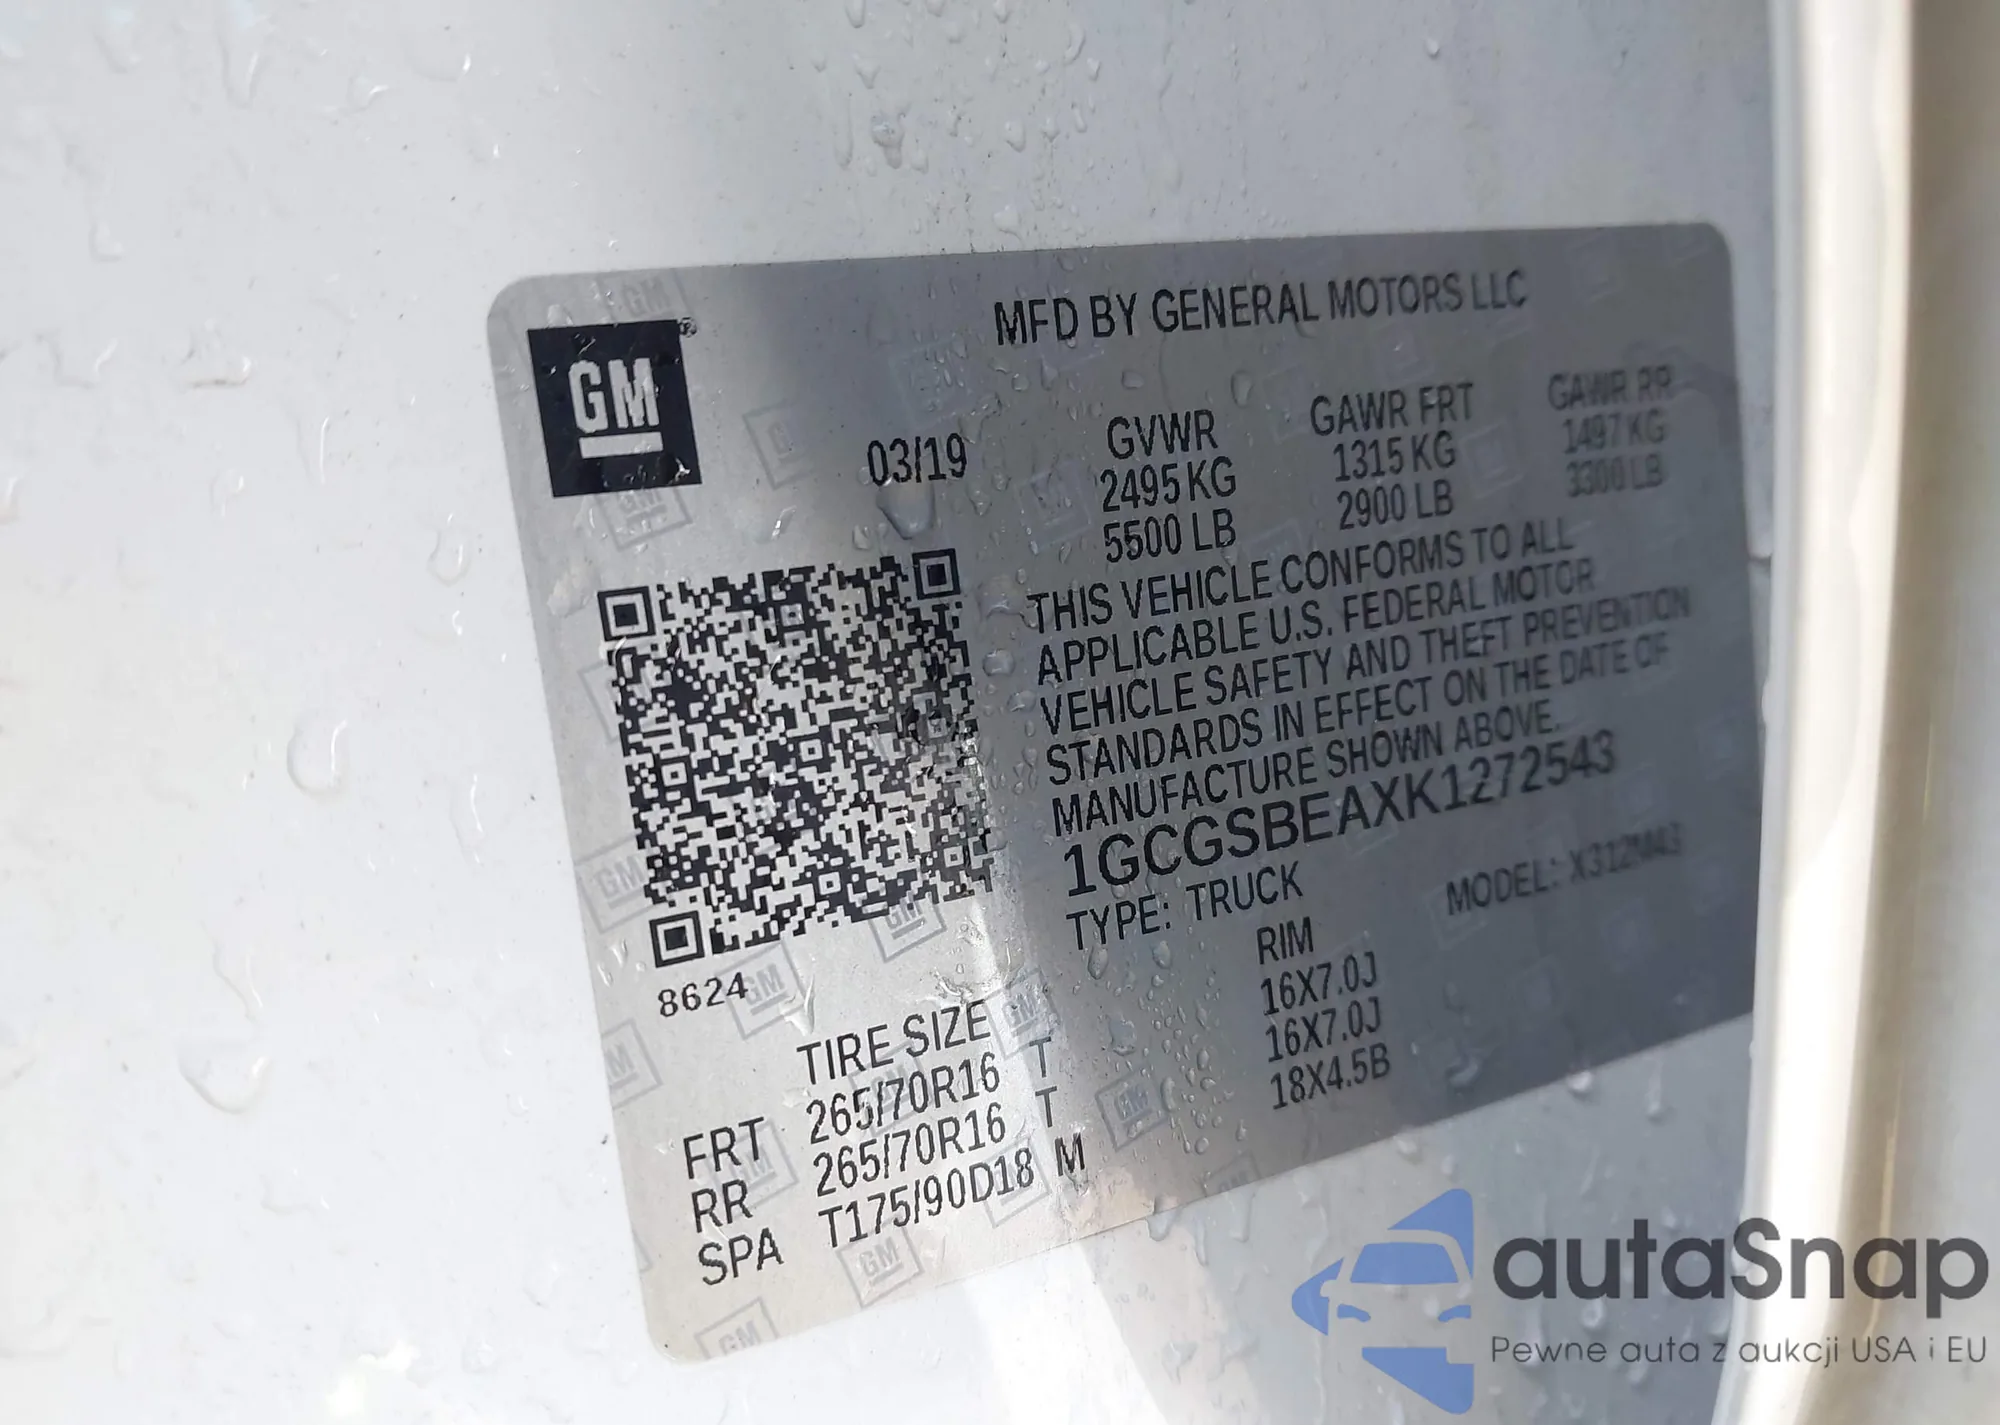 GM
MFD BY GENERAL MOTORS LLC
03/19
GVWR GAWR FRT GAWR RR
2495 KG 1315 KG 1497 KG
5500 LB 2900 LB 3300 LB
THIS VEHICLE CONFORMS TO ALL
APPLICABLE U.S. FEDERAL MOTOR
VEHICLE SAFETY AND THEFT PREVENTION
STANDARDS IN EFFECT ON THE DATE OF
MANUFACTURE SHOWN ABOVE.
1GCGSBEAXK1272543
TYPE: TRUCK MODEL: X312M43
8624
TIRE SIZE RIM
FRT 265/70R16 T 16X7.0J
RR 265/70R16 T 16X7.0J
SPA T175/90D18 M 18X4.5B
autaSnap
Pewne auta z aukcji USA i EU